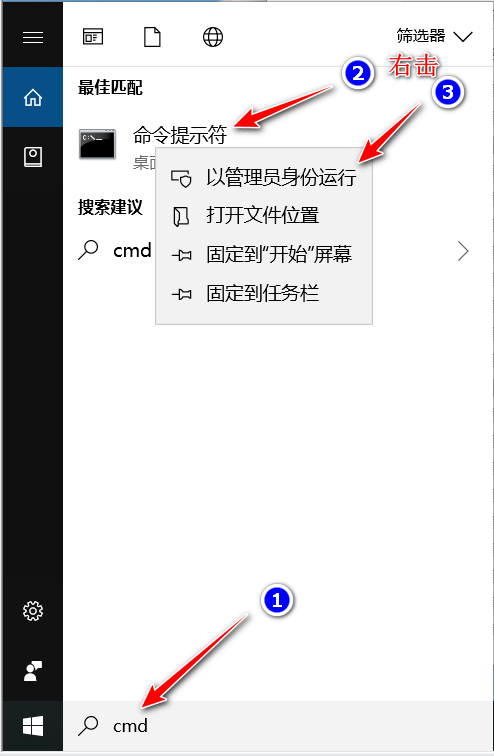 筛选器
最佳匹配
② 右击
③
命令提示符
桌面
以管理员身份运行
搜索建议
打开文件位置
cmd
固定到“开始”屏幕
固定到任务栏
①
cmd